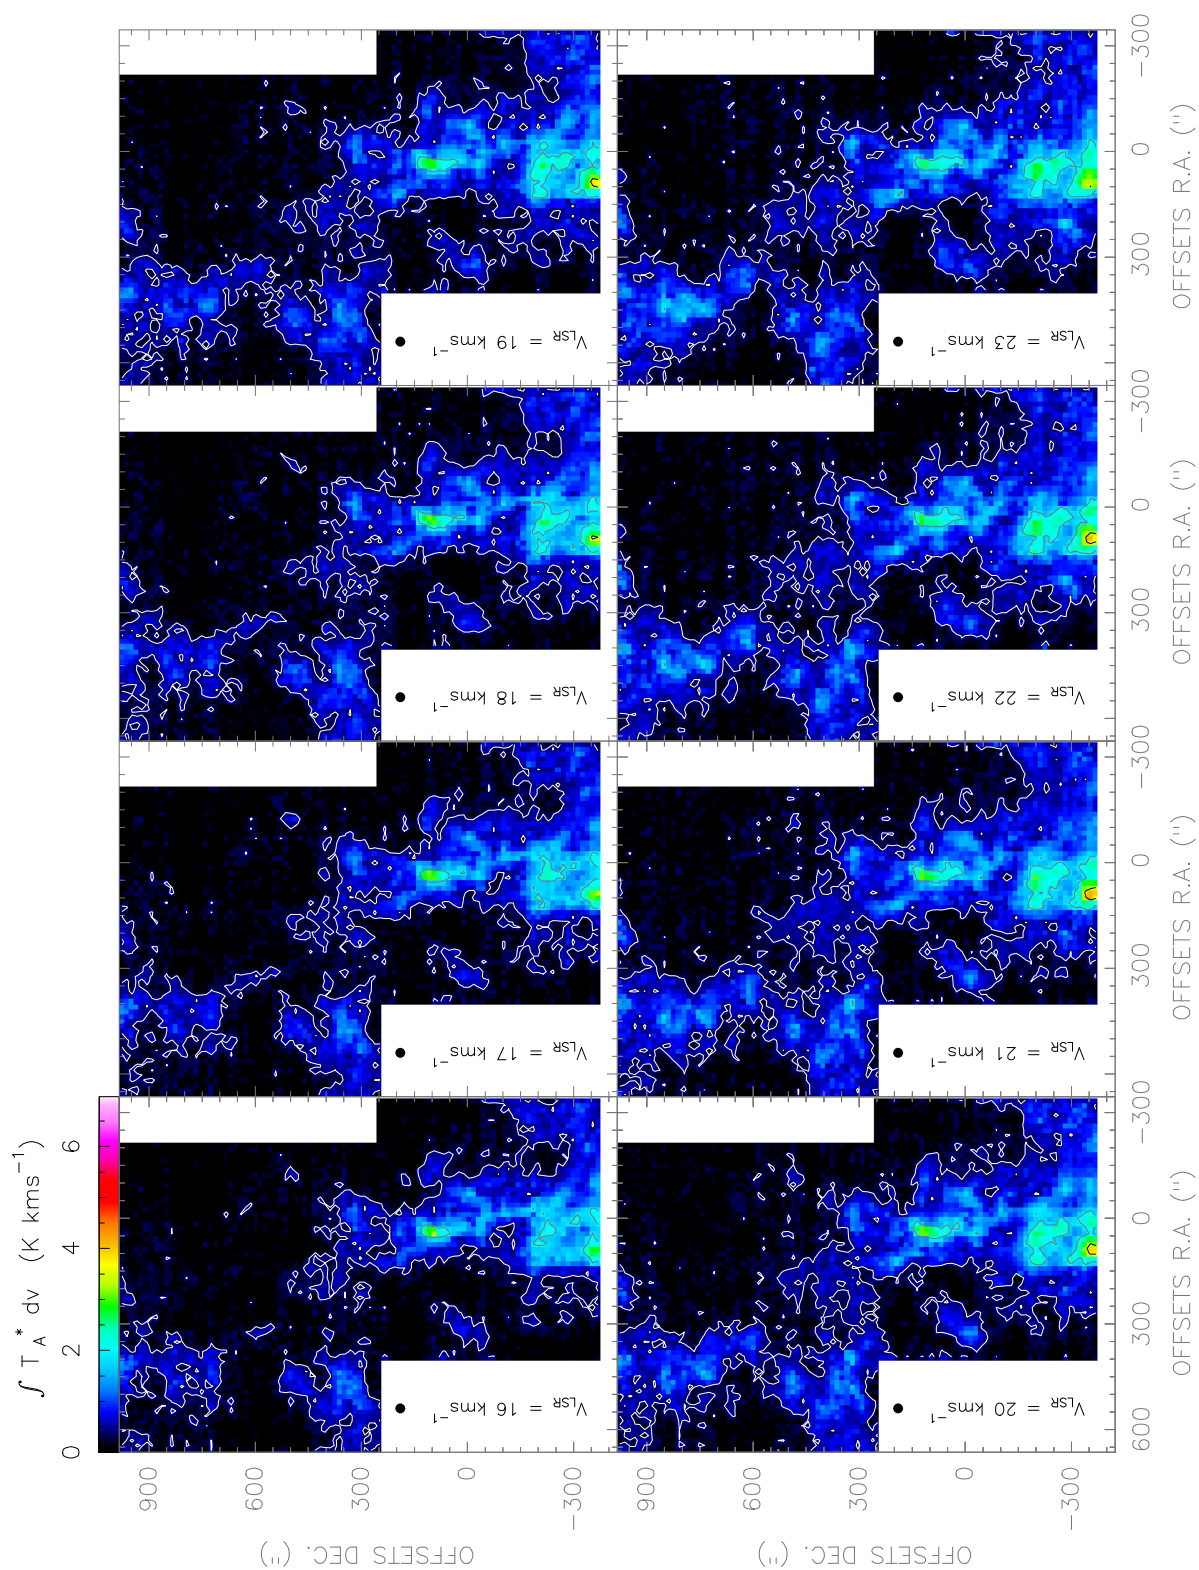 ∫ T_A^* dv (K kms^−1)
0 2 4 6
V_LSR = 16 kms^−1
V_LSR = 17 kms^−1
V_LSR = 18 kms^−1
V_LSR = 19 kms^−1
V_LSR = 20 kms^−1
V_LSR = 21 kms^−1
V_LSR = 22 kms^−1
V_LSR = 23 kms^−1
900 600 300 0 −300
900 600 300 0 −300
OFFSETS DEC. ('')
OFFSETS DEC. ('')
600 300 0 −300
300 0 −300
300 0 −300
300 0 −300
OFFSETS R.A. ('')
OFFSETS R.A. ('')
OFFSETS R.A. ('')
OFFSETS R.A. ('')